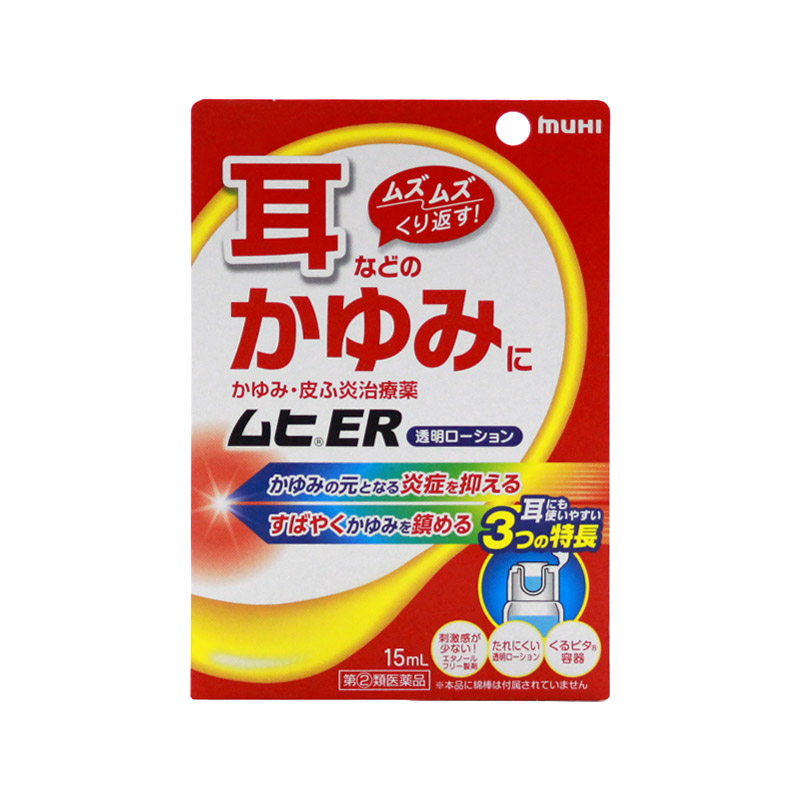 muHI
ムズムズ
くり返す!
耳
などの
かゆみに
かゆみ・皮ふ炎治療薬
ムヒ®ER 透明ローション
かゆみの元となる炎症を抑える
すばやくかゆみを鎮める
耳にも
使いやすい
3つの特長
刺激感が
少ない!
エタノール
フリー製剤
たれにくい
透明ローション
くるピタ®
容器
15mL
第②類医薬品
※本品に綿棒は付属されていません